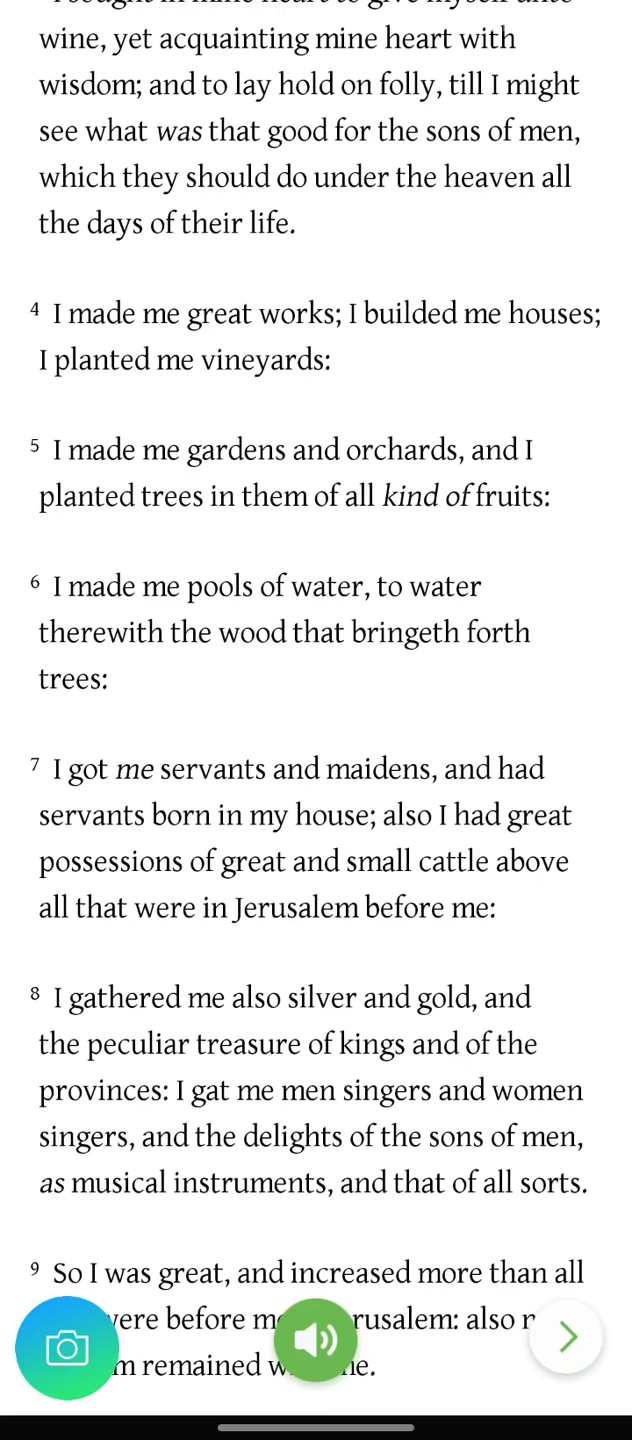 wine, yet acquainting mine heart with
wisdom; and to lay hold on folly, till I might
see what was that good for the sons of men,
which they should do under the heaven all
the days of their life.
4 I made me great works; I builded me houses;
I planted me vineyards:
5 I made me gardens and orchards, and I
planted trees in them of all kind of fruits:
6 I made me pools of water, to water
therewith the wood that bringeth forth
trees:
7 I got me servants and maidens, and had
servants born in my house; also I had great
possessions of great and small cattle above
all that were in Jerusalem before me:
8 I gathered me also silver and gold, and
the peculiar treasure of kings and of the
provinces: I gat me men singers and women
singers, and the delights of the sons of men,
as musical instruments, and that of all sorts.
9 So I was great, and increased more than all
before also
remained